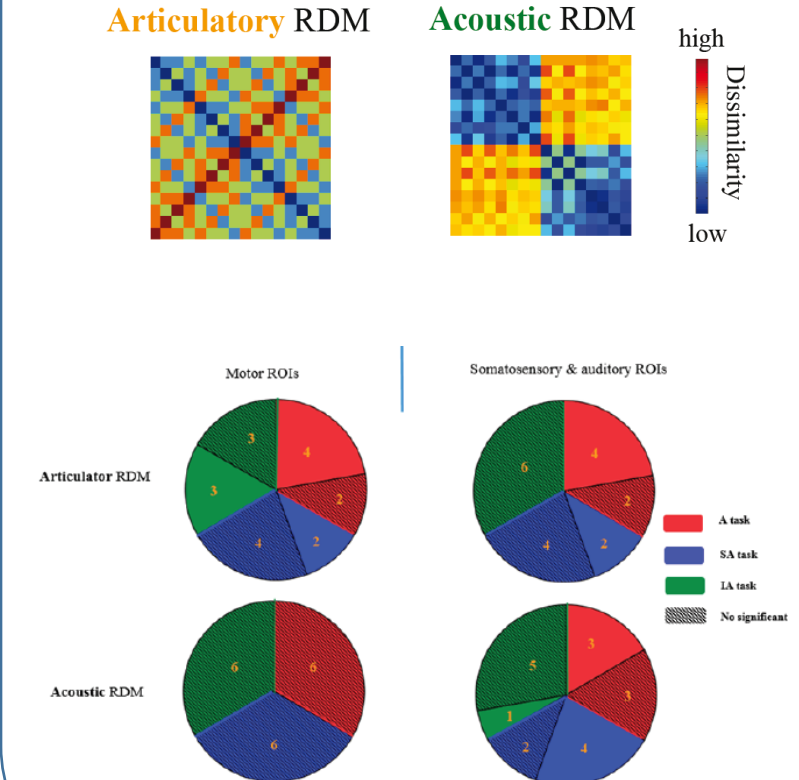 Articulatory RDM
Acoustic RDM
high
Dissimilarity
low
Motor ROIs
Somatosensory & auditory ROIs
Articulator RDM
3
4
3
2
4
2
6
4
2
4
2
A task
SA task
IA task
No significant
Acoustic RDM
6
6
6
3
5
3
1
2
4